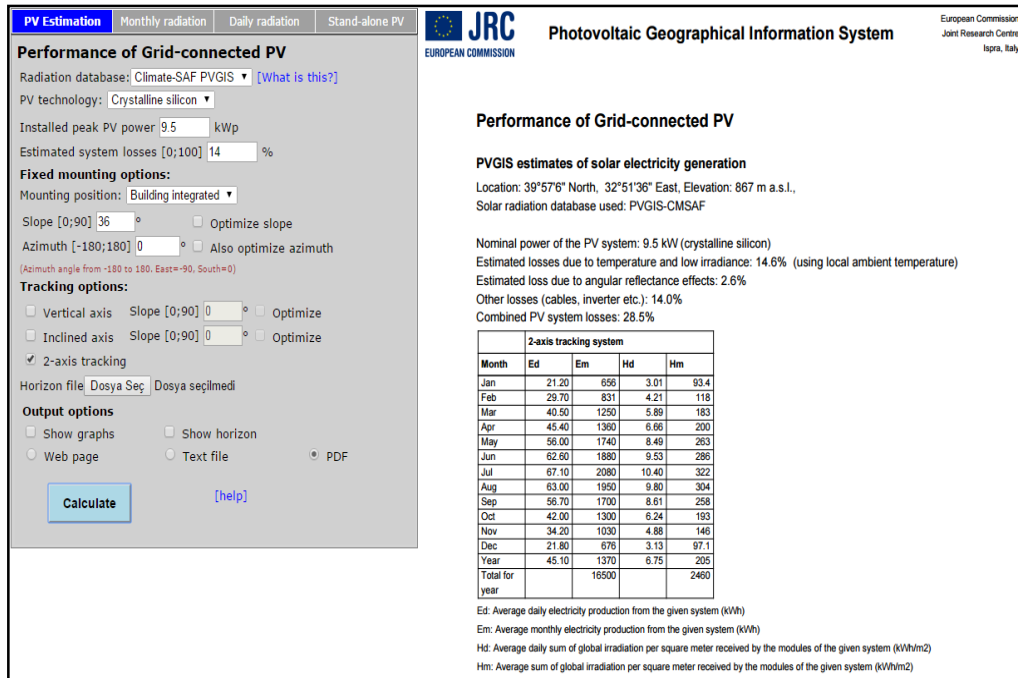 PV Estimation Monthly radiation Daily radiation Stand-alone PV
Performance of Grid-connected PV
Radiation database: Climate-SAF PVGIS [What is this?]
PV technology: Crystalline silicon
Installed peak PV power 9.5 kWp
Estimated system losses [0;100] 14 %
Fixed mounting options:
Mounting position: Building integrated
Slope [0;90] 36 ° Optimize slope
Azimuth [-180;180] 0 ° Also optimize azimuth
(Azimuth angle from -180 to 180. East=-90, South=0)
Tracking options:
Vertical axis Slope [0;90] 0 ° Optimize
Inclined axis Slope [0;90] 0 ° Optimize
2-axis tracking
Horizon file Dosya Seç Dosya seçilmedi
Output options
Show graphs Show horizon
Web page Text file PDF
Calculate [help]
JRC
EUROPEAN COMMISSION
Photovoltaic Geographical Information System
European Commission
Joint Research Centre
Ispra, Italy
Performance of Grid-connected PV
PVGIS estimates of solar electricity generation
Location: 39°57'6" North, 32°51'36" East, Elevation: 867 m a.s.l.,
Solar radiation database used: PVGIS-CMSAF
Nominal power of the PV system: 9.5 kW (crystalline silicon)
Estimated losses due to temperature and low irradiance: 14.6% (using local ambient temperature)
Estimated loss due to angular reflectance effects: 2.6%
Other losses (cables, inverter etc.): 14.0%
Combined PV system losses: 28.5%
2-axis tracking system
Month Ed Em Hd Hm
Jan 21.20 656 3.01 93.4
Feb 29.70 831 4.21 118
Mar 40.50 1250 5.89 183
Apr 45.40 1360 6.66 200
May 56.00 1740 8.49 263
Jun 62.60 1880 9.53 286
Jul 67.10 2080 10.40 322
Aug 63.00 1950 9.80 304
Sep 56.70 1700 8.61 258
Oct 42.00 1300 6.24 193
Nov 34.20 1030 4.88 146
Dec 21.80 676 3.13 97.1
Year 45.10 1370 6.75 205
Total for year 16500 2460
Ed: Average daily electricity production from the given system (kWh)
Em: Average monthly electricity production from the given system (kWh)
Hd: Average daily sum of global irradiation per square meter received by the modules of the given system (kWh/m2)
Hm: Average sum of global irradiation per square meter received by the modules of the given system (kWh/m2)